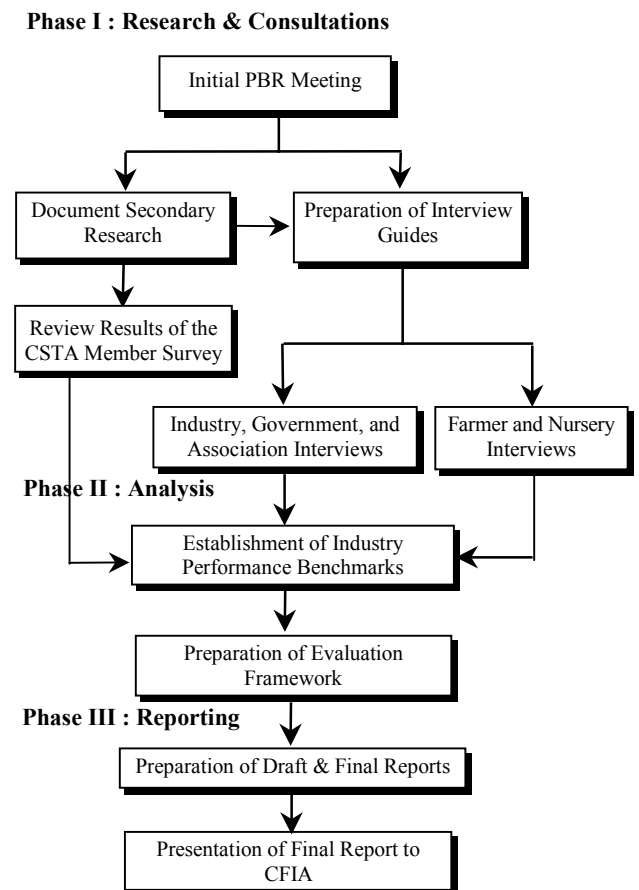 Phase I : Research & Consultations
Initial PBR Meeting
Document Secondary
Research
Preparation of Interview
Guides
Review Results of the
CSTA Member Survey
Industry, Government, and
Association Interviews
Farmer and Nursery
Interviews
Phase II : Analysis
Establishment of Industry
Performance Benchmarks
Preparation of Evaluation
Framework
Phase III : Reporting
Preparation of Draft & Final Reports
Presentation of Final Report to
CFIA